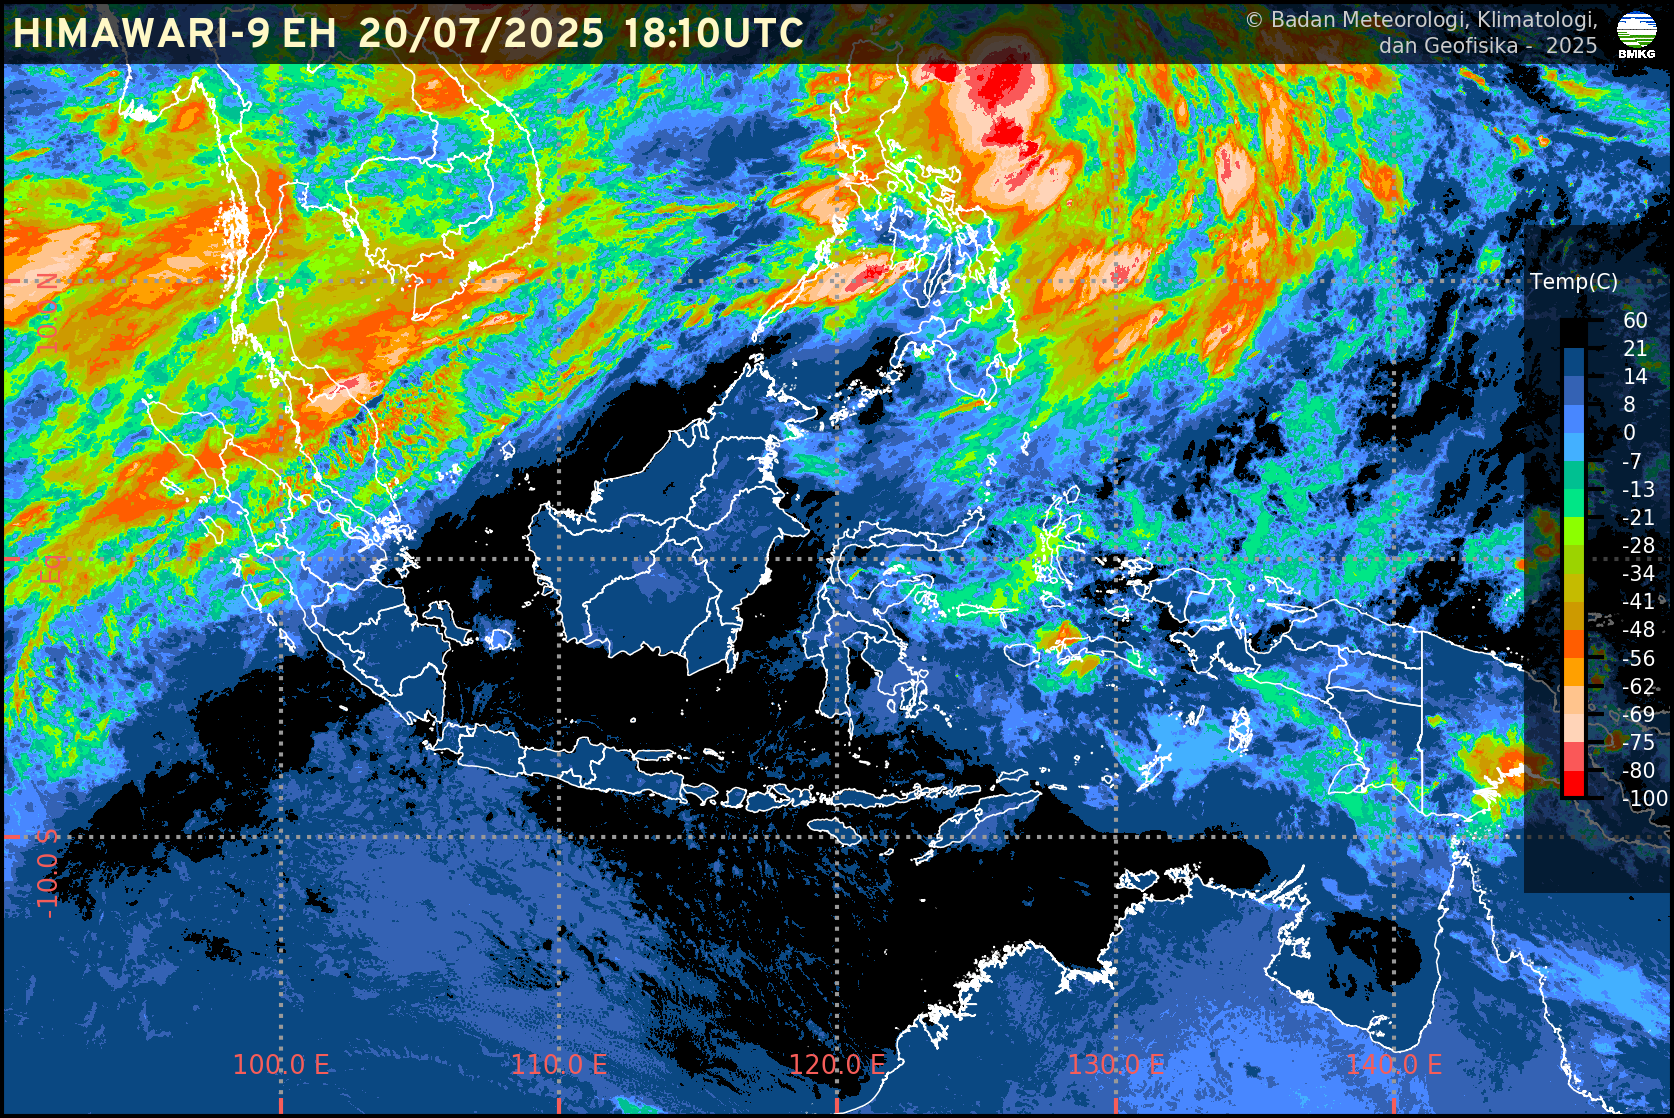 HIMAWARI-9 EH 20/07/2025 18:10UTC
© Badan Meteorologi, Klimatologi,
dan Geofisika - 2025
BMKG
Temp(C)
60
21
14
8
0
-7
-13
-21
-28
-34
-41
-48
-56
-62
-69
-75
-80
-100
10.0 N
Eq
-10.0 S
100.0 E
110.0 E
120.0 E
130.0 E
140.0 E